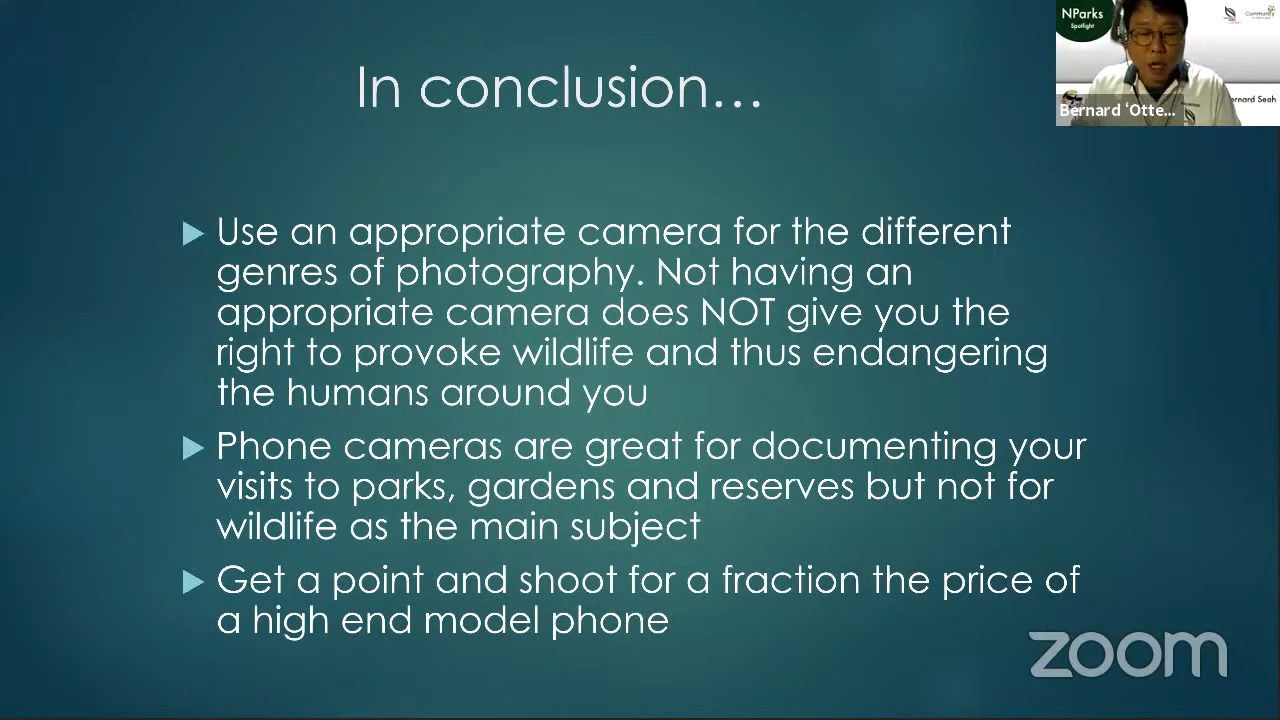 In conclusion…
Use an appropriate camera for the different
genres of photography. Not having an
appropriate camera does NOT give you the
right to provoke wildlife and thus endangering
the humans around you
Phone cameras are great for documenting your
visits to parks, gardens and reserves but not for
wildlife as the main subject
Get a point and shoot for a fraction the price of
a high end model phone
NParks
Spotlight
Community
ernard Seah
Bernard ‘Otte...
zoom